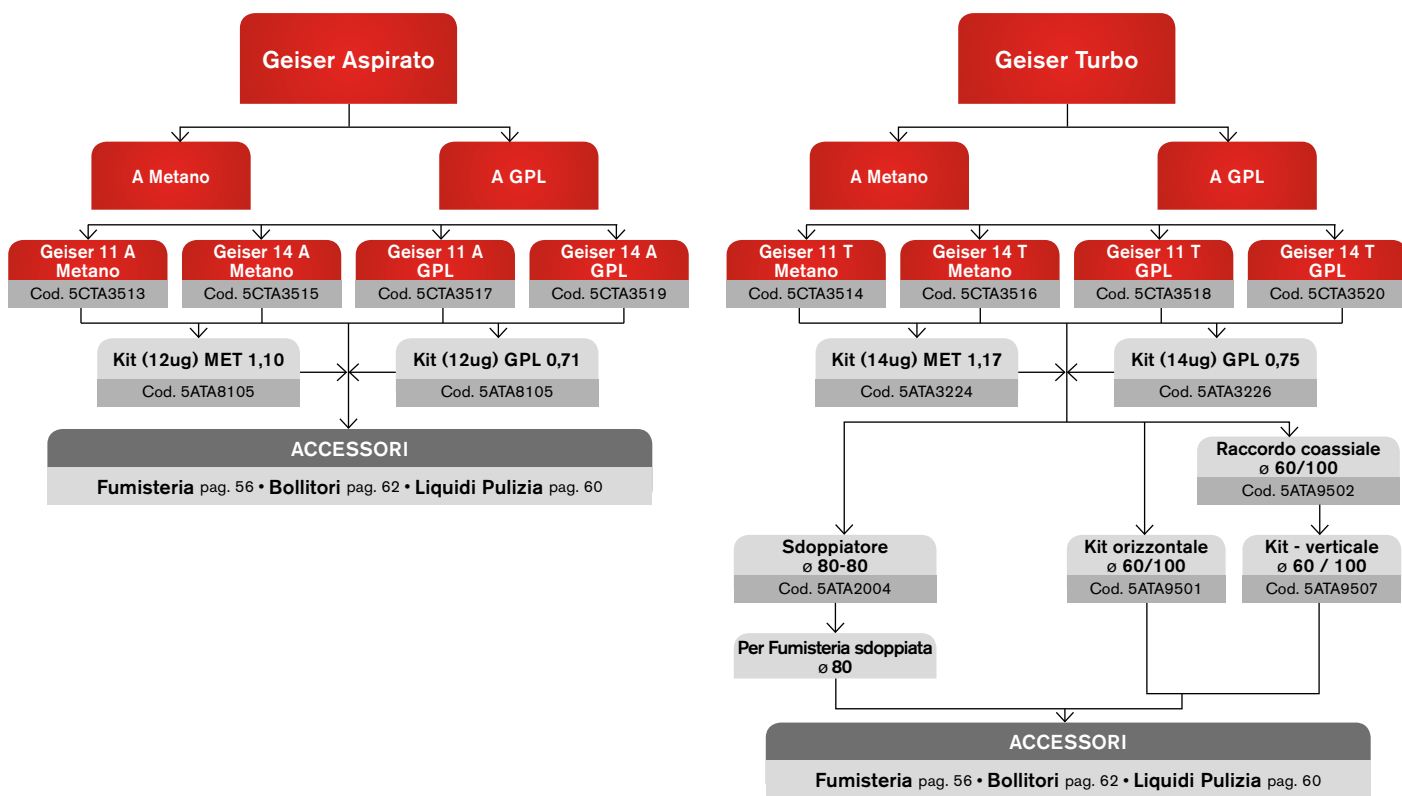 Geiser Aspirato
A Metano
A GPL
Geiser 11 A
Metano
Cod. 5CTA3513
Geiser 14 A
Metano
Cod. 5CTA3515
Geiser 11 A
GPL
Cod. 5CTA3517
Geiser 14 A
GPL
Cod. 5CTA3519
Kit (12ug) MET 1,10
Cod. 5ATA8105
Kit (12ug) GPL 0,71
Cod. 5ATA8105
ACCESSORI
Fumisteria pag. 56 • Bollitori pag. 62 • Liquidi Pulizia pag. 60
Geiser Turbo
A Metano
A GPL
Geiser 11 T
Metano
Cod. 5CTA3514
Geiser 14 T
Metano
Cod. 5CTA3516
Geiser 11 T
GPL
Cod. 5CTA3518
Geiser 14 T
GPL
Cod. 5CTA3520
Kit (14ug) MET 1,17
Cod. 5ATA3224
Kit (14ug) GPL 0,75
Cod. 5ATA3226
Raccordo coassiale
ø 60/100
Cod. 5ATA9502
Sdoppiatore
ø 80-80
Cod. 5ATA2004
Kit orizzontale
ø 60/100
Cod. 5ATA9501
Kit - verticale
ø 60 / 100
Cod. 5ATA9507
Per Fumisteria sdoppiata
ø 80
ACCESSORI
Fumisteria pag. 56 • Bollitori pag. 62 • Liquidi Pulizia pag. 60